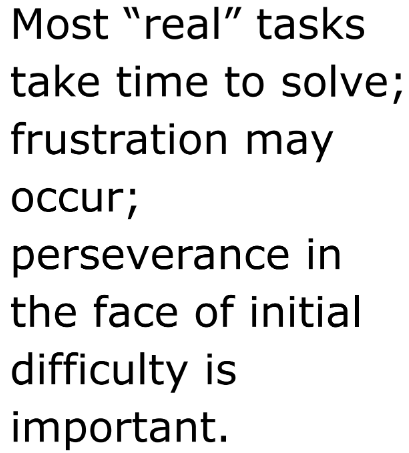 Most “real” tasks
take time to solve;
frustration may
occur;
perseverance in
the face of initial
difficulty is
important.